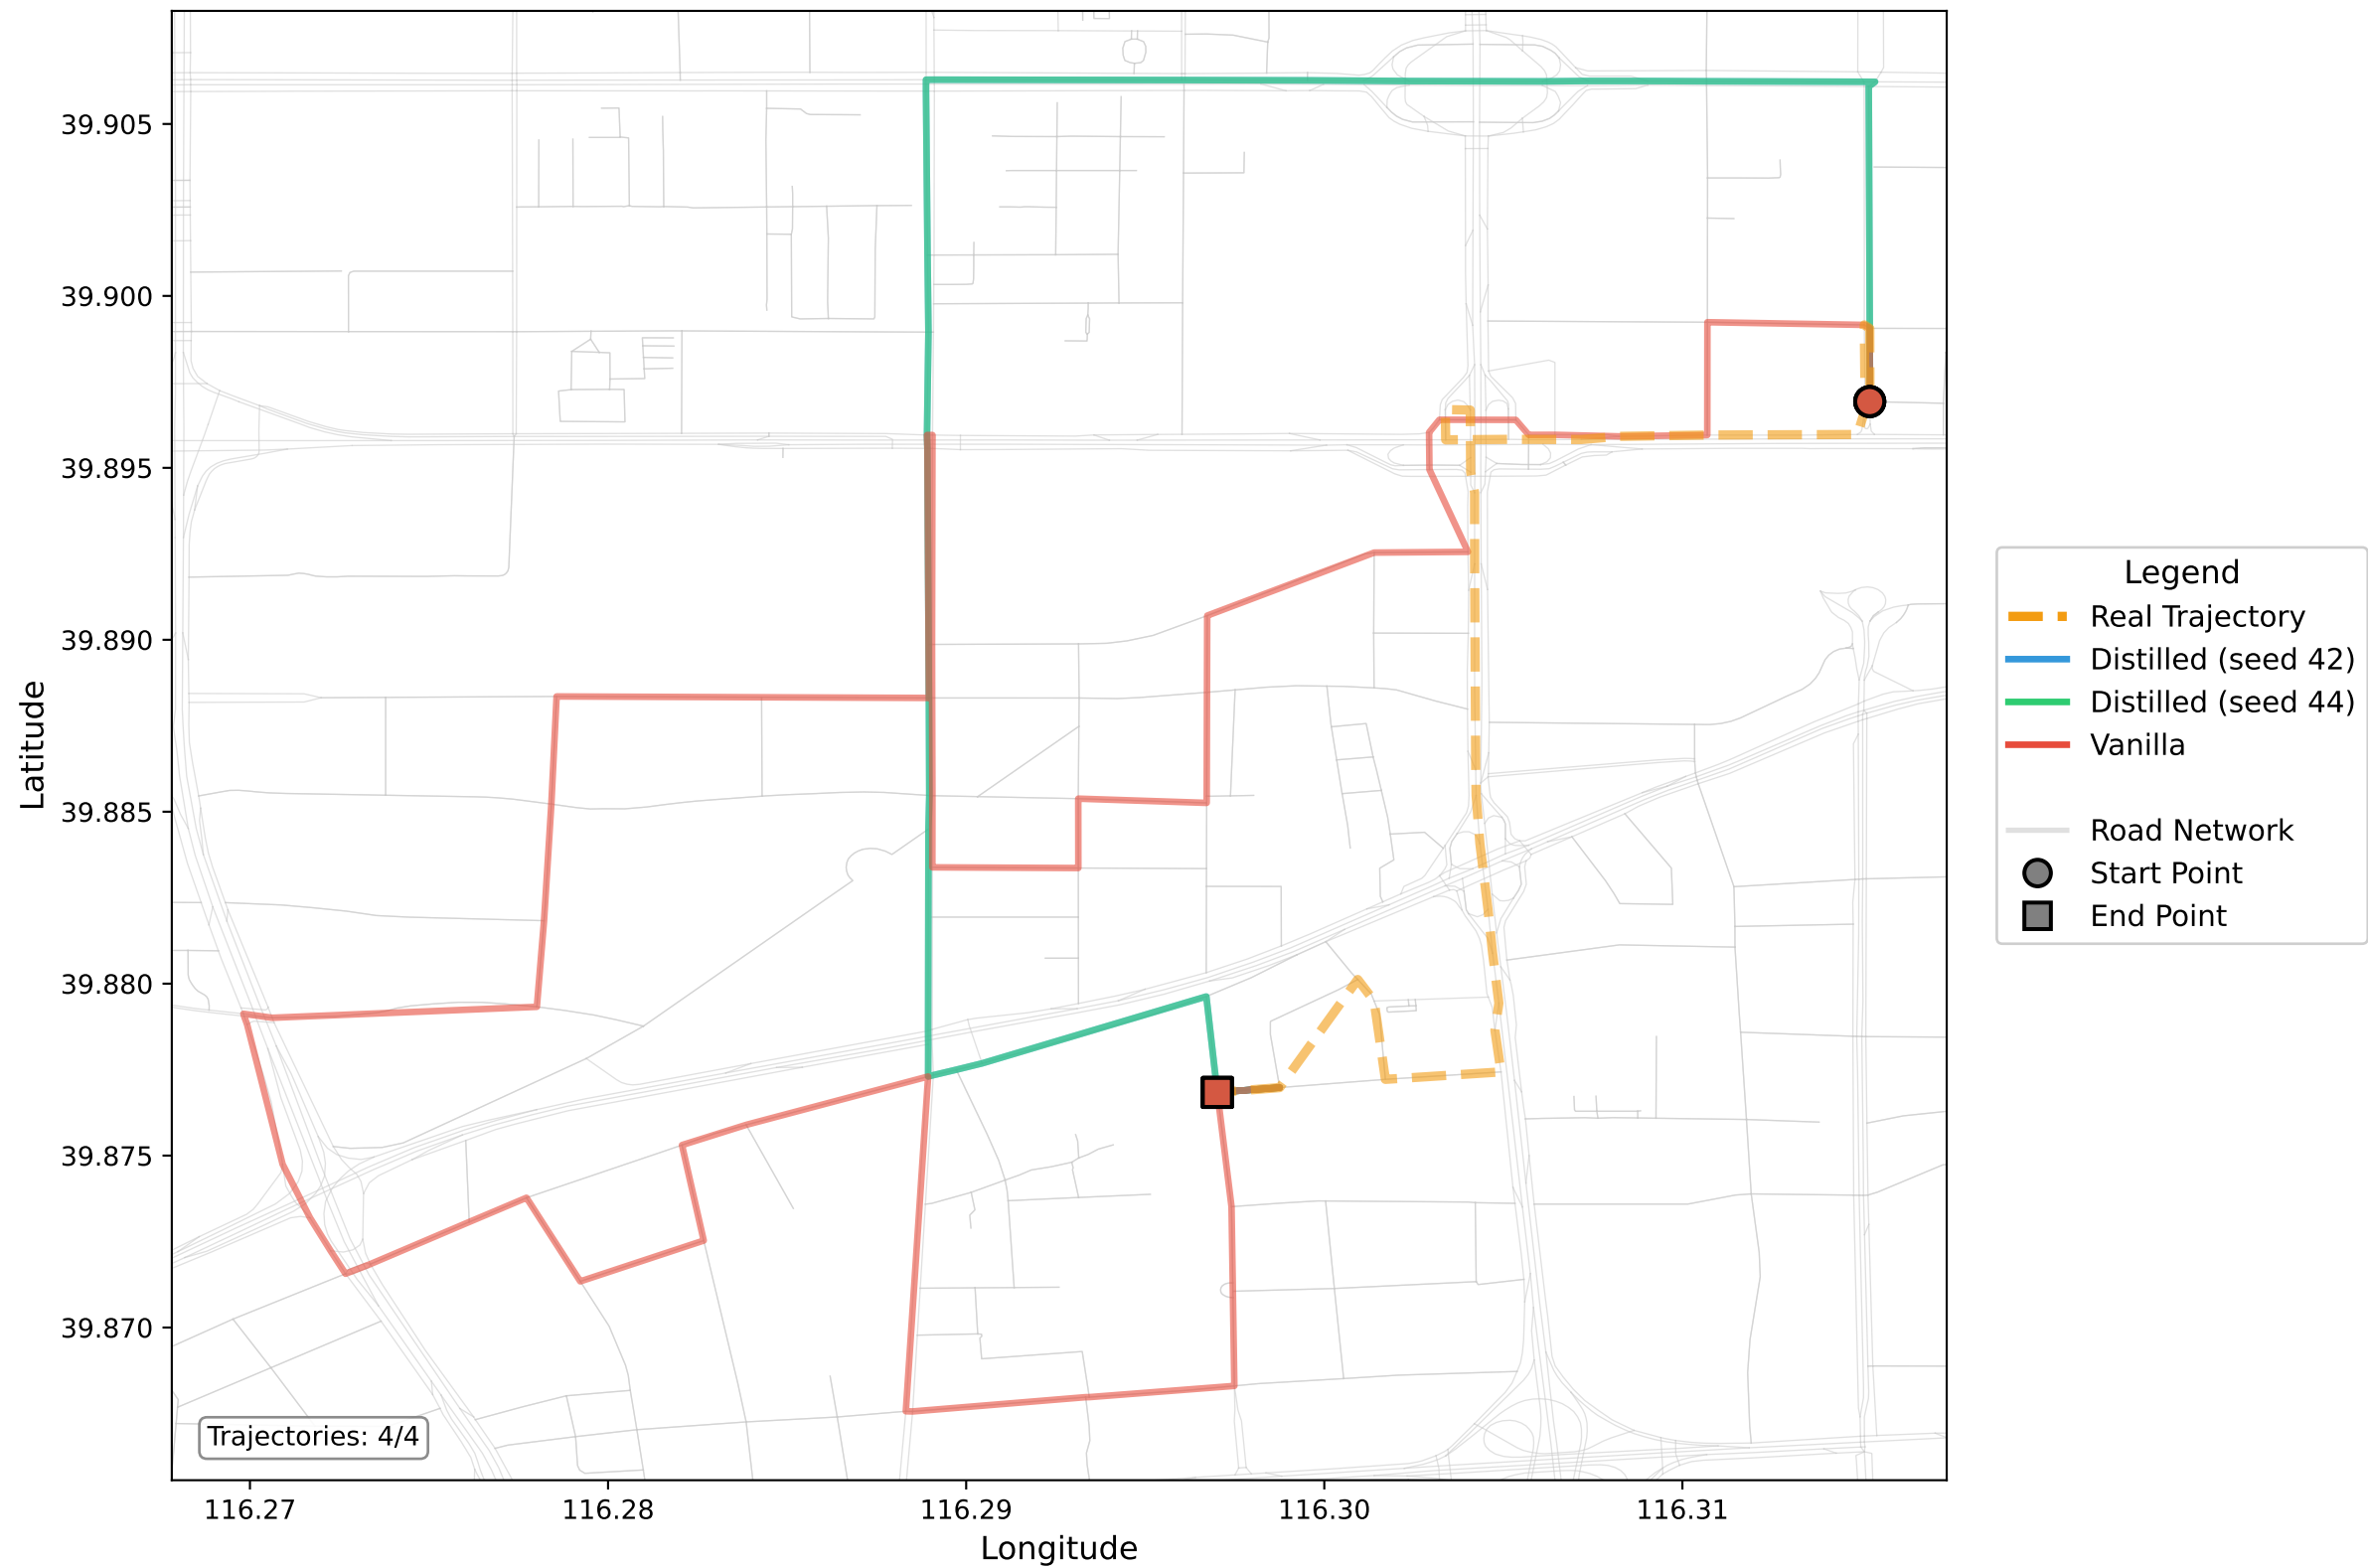 39.905
39.900
39.895
39.890
39.885
39.880
39.875
39.870
Latitude
116.27
116.28
116.29
116.30
116.31
Longitude
Trajectories: 4/4
Legend
Real Trajectory
Distilled (seed 42)
Distilled (seed 44)
Vanilla
Road Network
Start Point
End Point